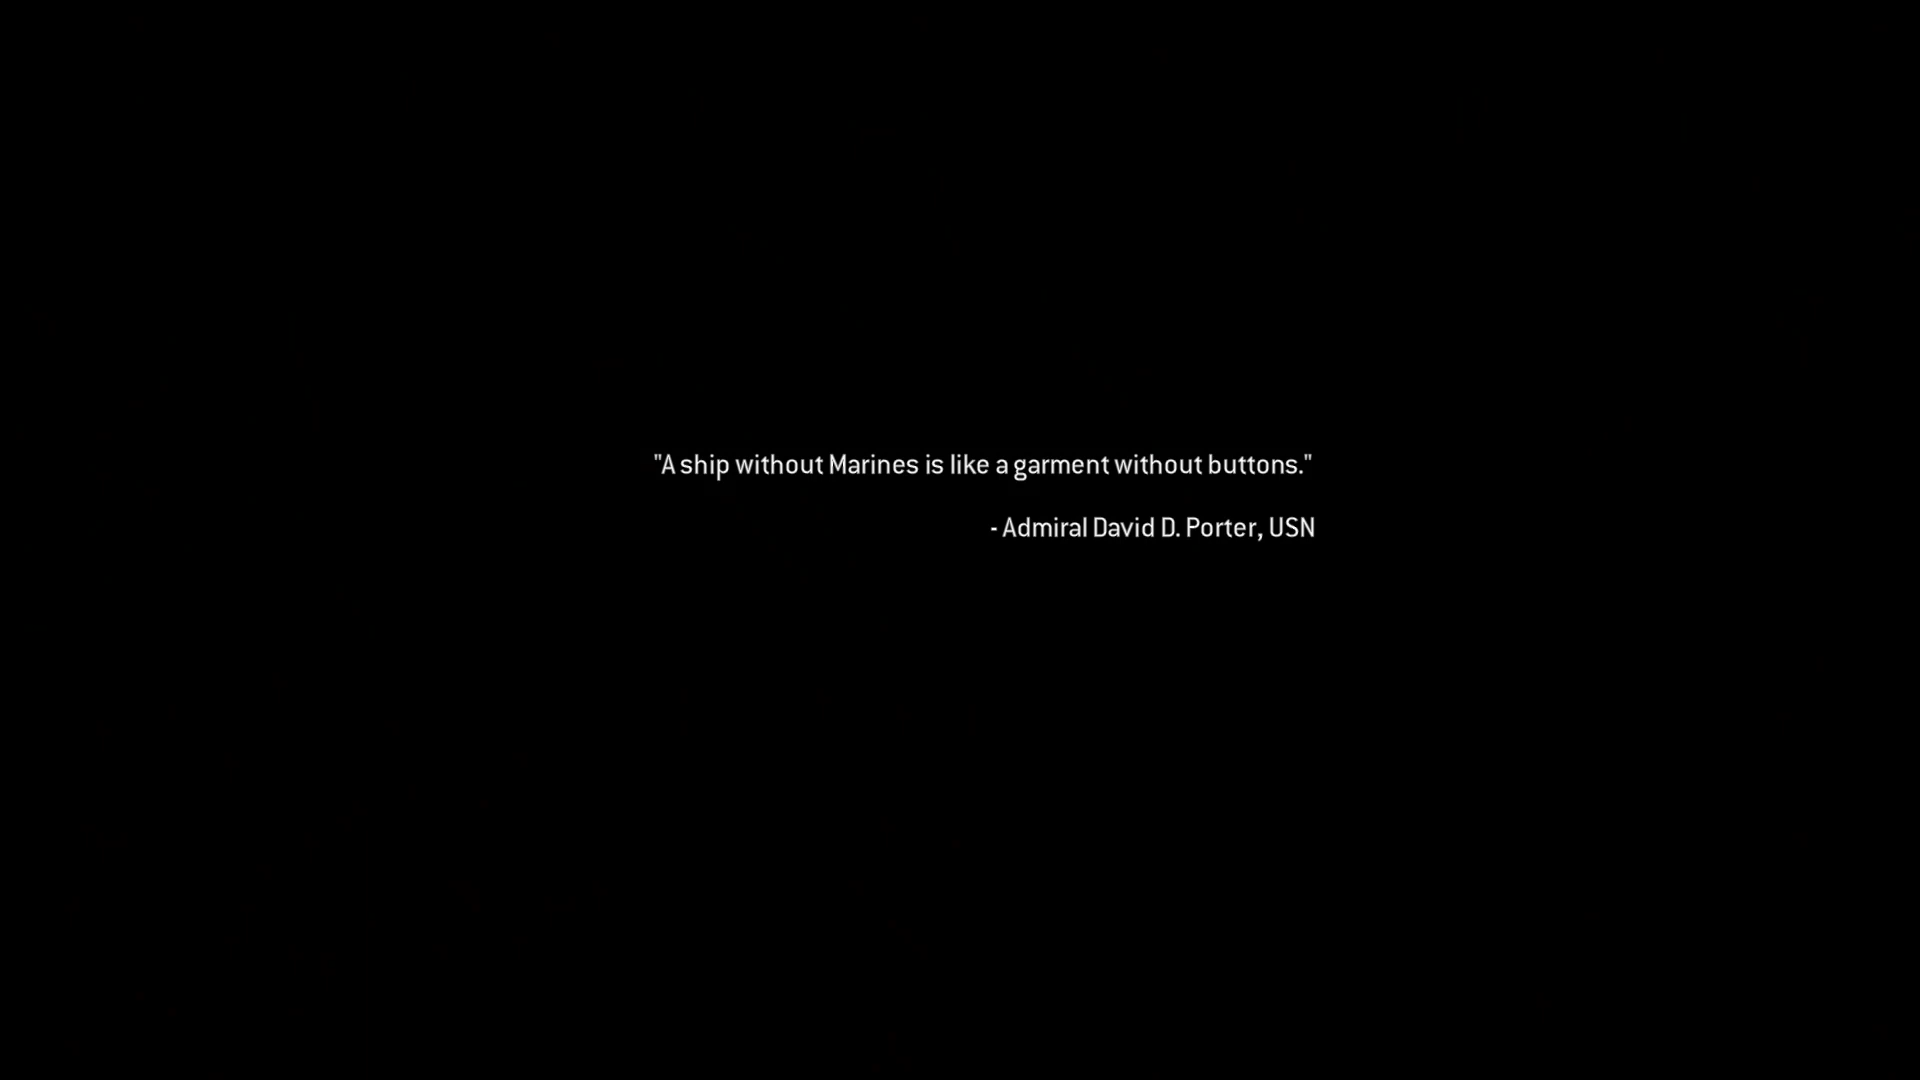 "A ship without Marines is like a garment without buttons."
- Admiral David D. Porter, USN